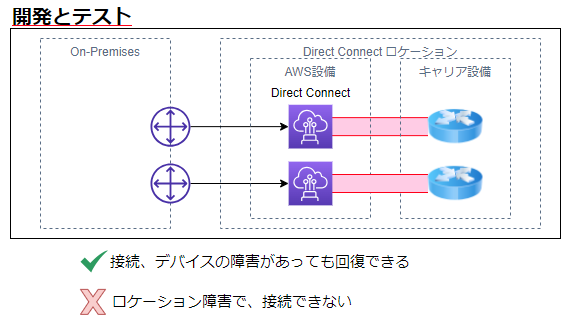 開発とテスト
On-Premises
Direct Connect ロケーション
AWS設備
キャリア設備
Direct Connect
接続、デバイスの障害があっても回復できる
ロケーション障害で、接続できない